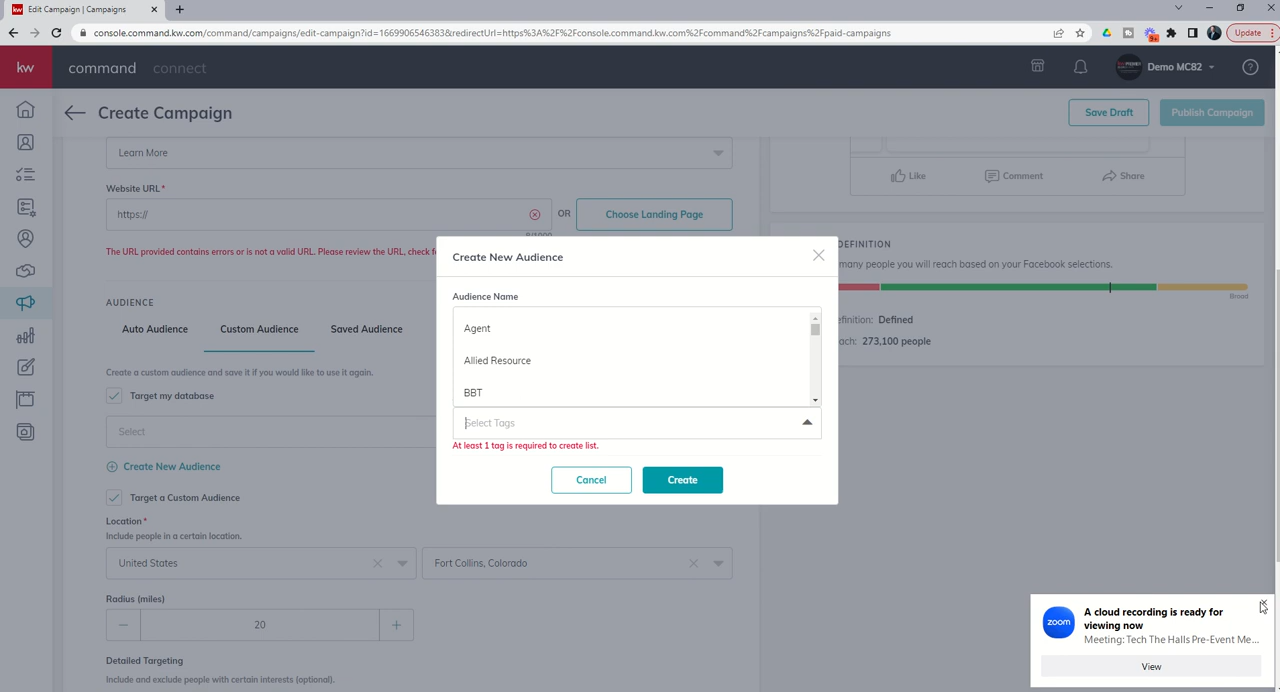 kw Edit Campaign | Campaigns
console.command.kw.com/command/campaigns/edit-campaign?id=1669906546383&redirectUrl=https%3A%2F%2Fconsole.command.kw.com%2Fcommand%2Fcampaigns%2Fpaid-campaigns
9+
Update
kw
command
connect
Demo MC82
Create Campaign
Save Draft
Publish Campaign
Learn More
Like
Comment
Share
Website URL*
https://
OR
Choose Landing Page
8/1000
The URL provided contains errors or is not a valid URL. Please review the URL, check fo
Create New Audience
DEFINITION
many people you will reach based on your Facebook selections.
Broad
efinition: Defined
ach: 273,100 people
AUDIENCE
Auto Audience
Custom Audience
Saved Audience
Audience Name
Agent
Allied Resource
BBT
Select Tags
At least 1 tag is required to create list.
Cancel
Create
Create a custom audience and save it if you would like to use it again.
Target my database
Select
Create New Audience
Target a Custom Audience
Location*
Include people in a certain location.
United States
Fort Collins, Colorado
Radius (miles)
20
Detailed Targeting
Include and exclude people with certain interests (optional).
zoom
A cloud recording is ready for
viewing now
Meeting: Tech The Halls Pre-Event Me...
View